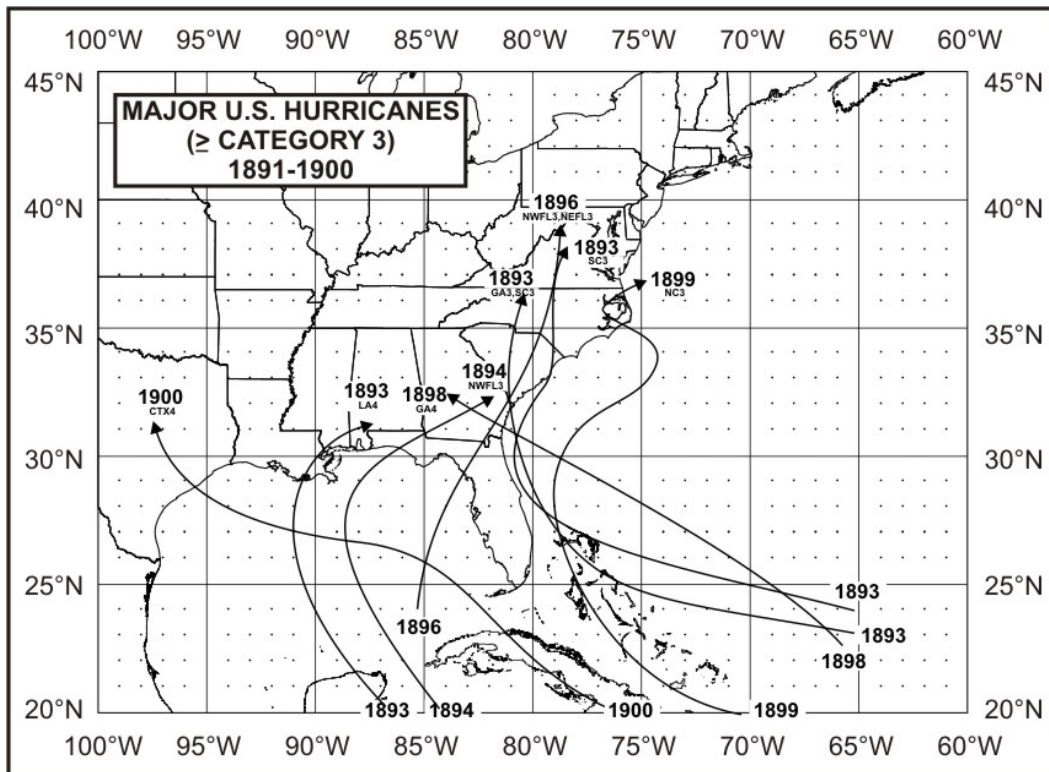 100°W 95°W 90°W 85°W 80°W 75°W 70°W 65°W 60°W
45°N 45°N
MAJOR U.S. HURRICANES
(≥ CATEGORY 3)
1891-1900
40°N 40°N
1896
NWFL3,NEFL3
1893
SC3
1893
GA3,SC3
1899
NC3
35°N 35°N
1894
NWFL3
1893
LA4
1898
GA4
1900
CTX4
30°N 30°N
25°N 25°N
1893
1896
1893
1898
20°N 1893 1894 1900 1899 20°N
100°W 95°W 90°W 85°W 80°W 75°W 70°W 65°W 60°W